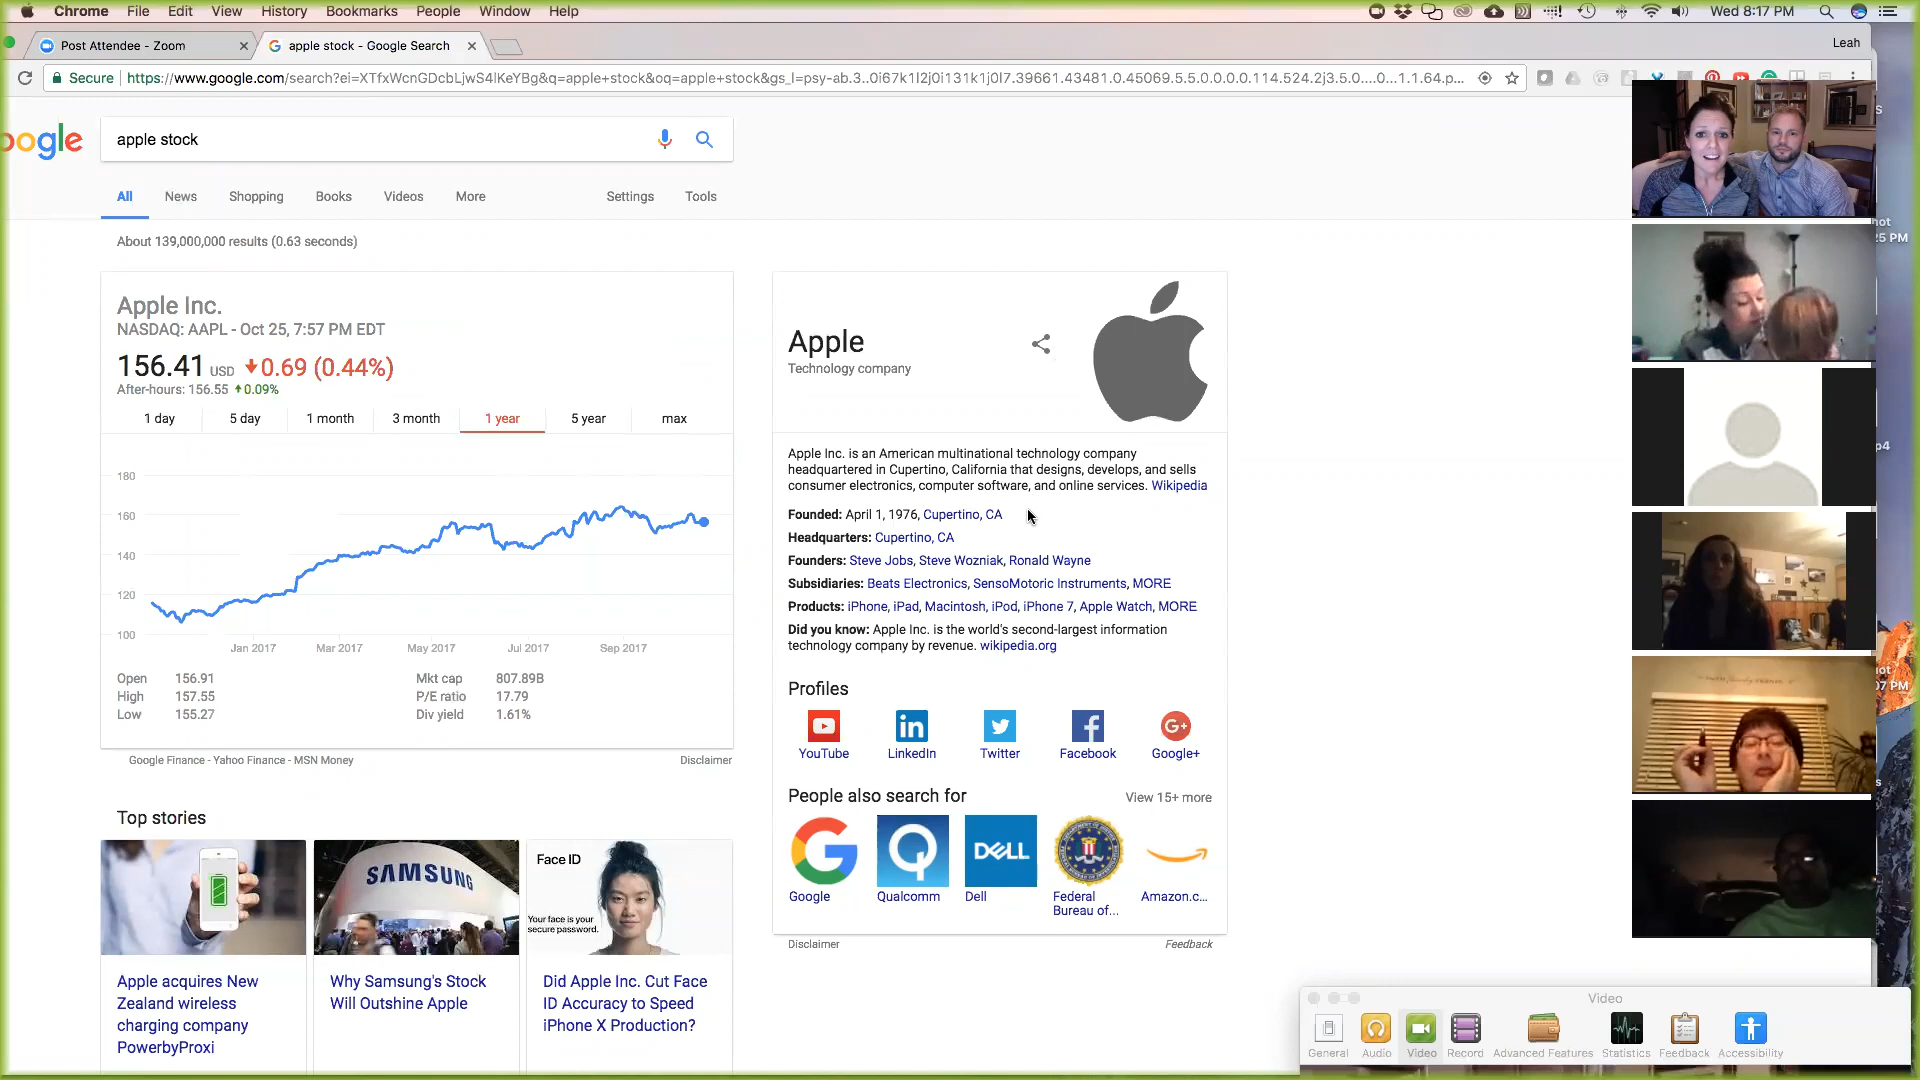 Chrome File Edit View History Bookmarks People Window Help
Wed 8:17 PM
Post Attendee - Zoom
apple stock - Google Search
Leah
Secure
https://www.google.com/search?ei=XTfxWcnGDcbLjwS4lKeYBg&q=apple+stock&oq=apple+stock&gs_l=psy-ab.3..0i67k1l2j0i131k1j0l7.39661.43481.0.45069.5.5.0.0.0.0.114.524.2j3.5.0....0...1.1.64.p...
oogle
apple stock
All News Shopping Books Videos More Settings Tools
About 139,000,000 results (0.63 seconds)
Apple Inc.
NASDAQ: AAPL - Oct 25, 7:57 PM EDT
156.41 USD 0.69 (0.44%)
After-hours: 156.55 0.09%
1 day 5 day 1 month 3 month 1 year 5 year max
180
160
140
120
100
Jan 2017 Mar 2017 May 2017 Jul 2017 Sep 2017
Open 156.91 Mkt cap 807.89B
High 157.55 P/E ratio 17.79
Low 155.27 Div yield 1.61%
Google Finance - Yahoo Finance - MSN Money
Disclaimer
Top stories
SAMSUNG
Face ID
Your face is your
secure password.
Apple acquires New
Zealand wireless
charging company
PowerbyProxi
Why Samsung's Stock
Will Outshine Apple
Did Apple Inc. Cut Face
ID Accuracy to Speed
iPhone X Production?
Apple
Technology company
Apple Inc. is an American multinational technology company
headquartered in Cupertino, California that designs, develops, and sells
consumer electronics, computer software, and online services. Wikipedia
Founded: April 1, 1976, Cupertino, CA
Headquarters: Cupertino, CA
Founders: Steve Jobs, Steve Wozniak, Ronald Wayne
Subsidiaries: Beats Electronics, SensoMotoric Instruments, MORE
Products: iPhone, iPad, Macintosh, iPod, iPhone 7, Apple Watch, MORE
Did you know: Apple Inc. is the world's second-largest information
technology company by revenue. wikipedia.org
Profiles
YouTube LinkedIn Twitter Facebook Google+
People also search for
View 15+ more
DELL
Google Qualcomm Dell Federal Amazon.c...
Bureau of...
Disclaimer
Feedback
Video
General Audio Video Record Advanced Features Statistics Feedback Accessibility